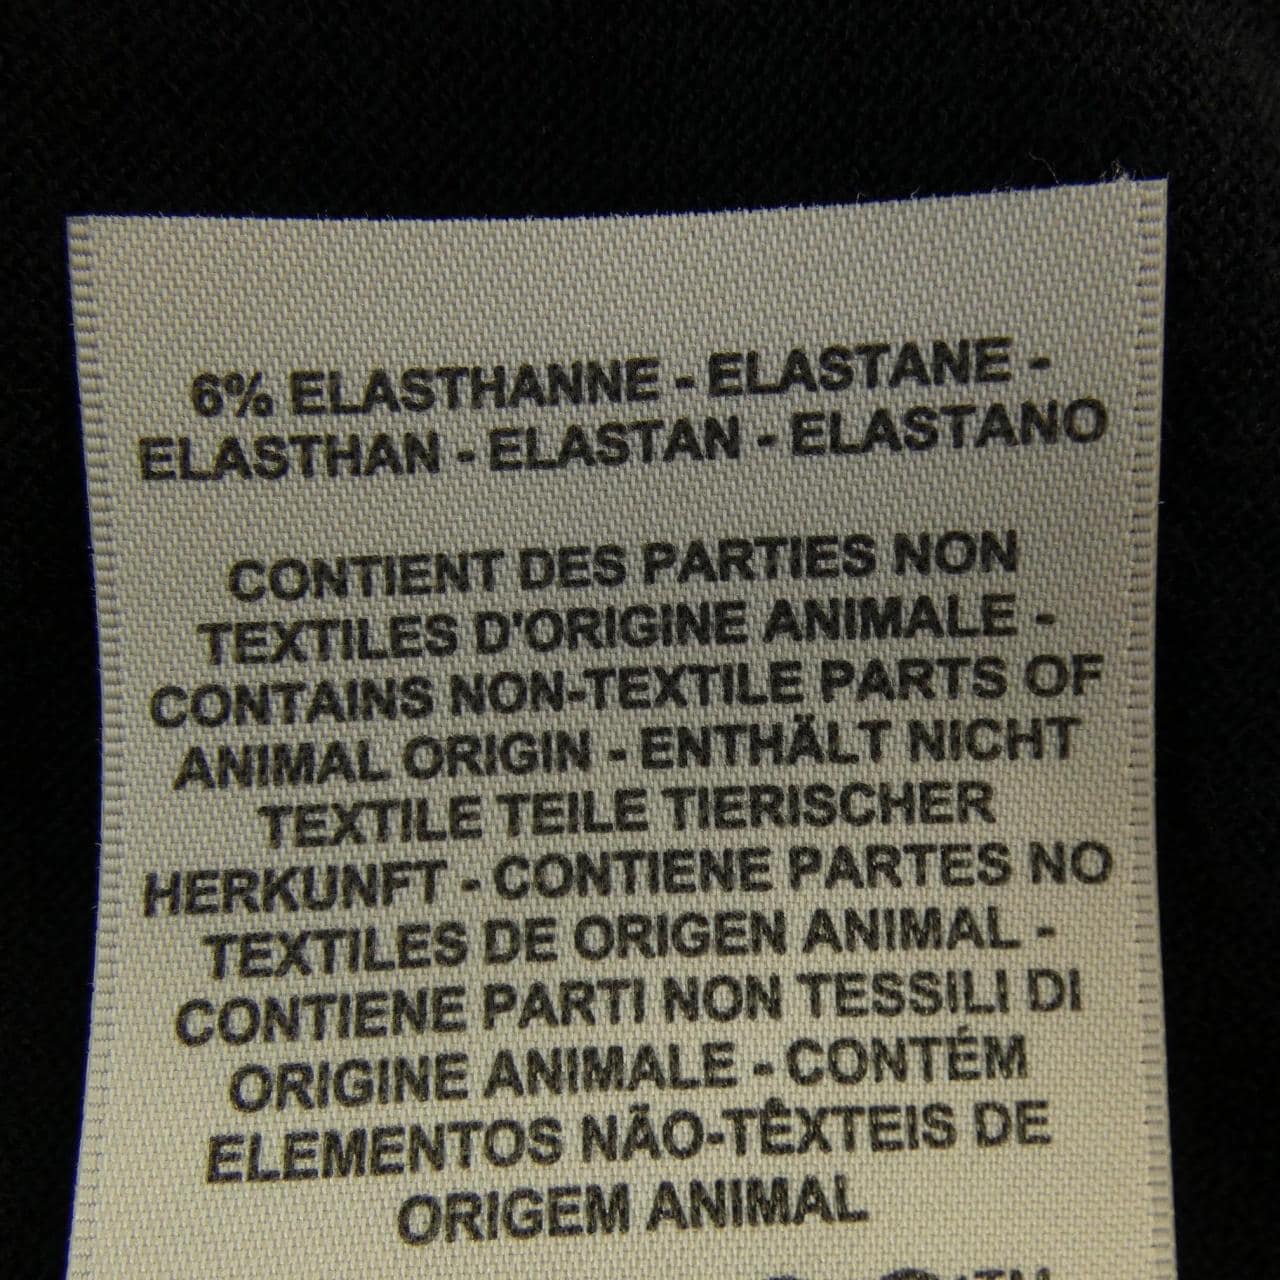 6% ELASTHANNE - ELASTANE -
ELASTHAN - ELASTAN - ELASTANO
CONTIENT DES PARTIES NON
TEXTILES D'ORIGINE ANIMALE -
CONTAINS NON-TEXTILE PARTS OF
ANIMAL ORIGIN - ENTHÄLT NICHT
TEXTILE TEILE TIERISCHER
HERKUNFT - CONTIENE PARTES NO
TEXTILES DE ORIGEN ANIMAL -
CONTIENE PARTI NON TESSILI DI
ORIGINE ANIMALE - CONTÉM
ELEMENTOS NÃO-TÊXTEIS DE
ORIGEM ANIMAL